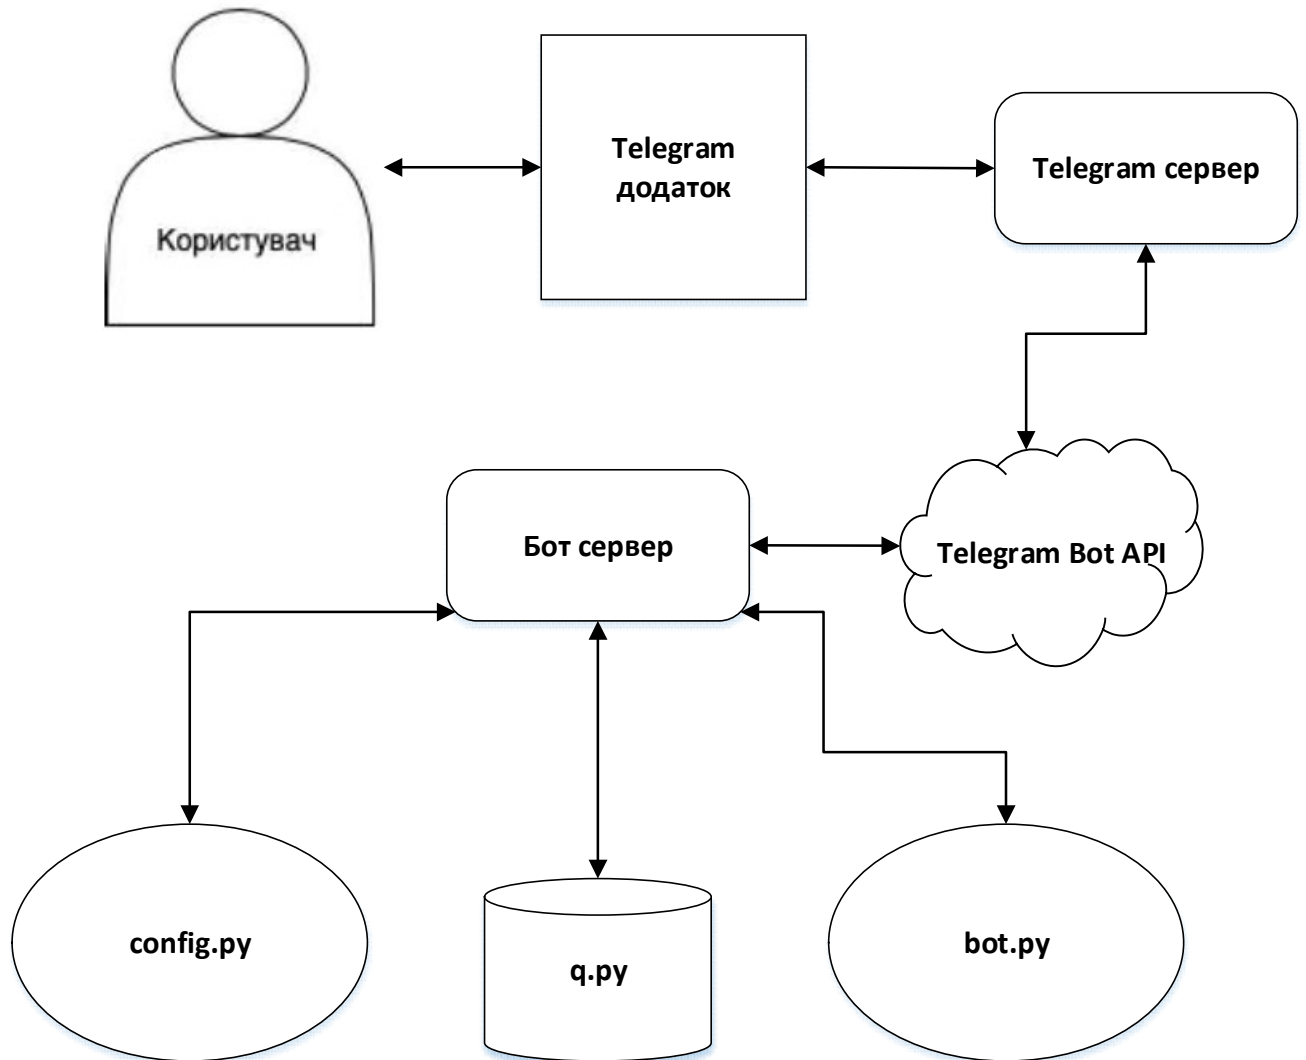 Користувач
Telegram
додаток
Telegram сервер
Бот сервер
Telegram Bot API
config.py
q.py
bot.py